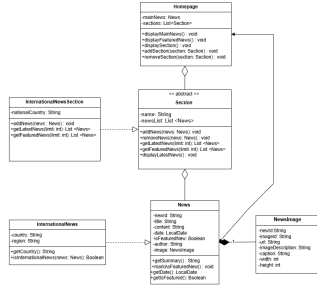 Homepage
-mainNews: News
-sections: List<Section>
+displayMainNews() : void
+displayFeaturedNews() : void
+displaySection() : void
+addSection(section: Section) : void
+removeSection(section: Section) : void
InternationalNewsSection
-nationalCountry: String
+addNews(news: News) : void
+getLatestNews(limit: int): List <News>
+getFeaturedNews(limit: int): List <News>
<< abstract >>
Section
-name: String
-newsList: List <News>
+addNews(news: News) : void
+removeNews(news: News) : void
+getLatestNews(limit: int) : List <News>
+getFeaturedNews(limit: int): List <News>
+displayLatestNews() : void
InternationalNews
-country: String
-region: String
+getCountry() : String
+isInternationalNews(news: News): Boolean
News
-newsId: String
-title: String
-content: String
-date: LocalDate
-isFeaturedNew: Boolean
-author: String
-image: NewsImage
+getSummary() : String
+markAsFeaturedNew() : void
+getDate() : LocalDate
+getIsFeatured() : Boolean
NewsImage
-newsId: String
-imageId: String
-url: String
-imageDescription: String
-caption: String
-width: int
-height: int